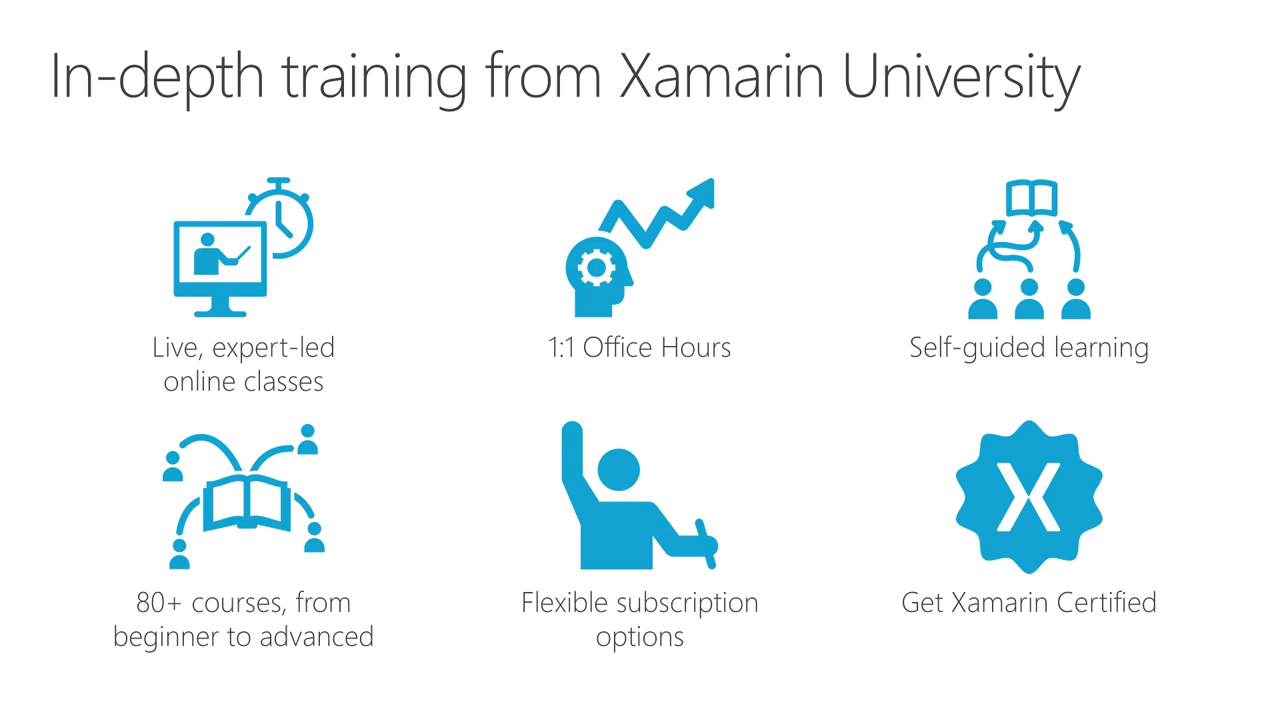 In-depth training from Xamarin University
Live, expert-led
online classes
1:1 Office Hours
Self-guided learning
X
80+ courses, from
beginner to advanced
Flexible subscription
options
Get Xamarin Certified